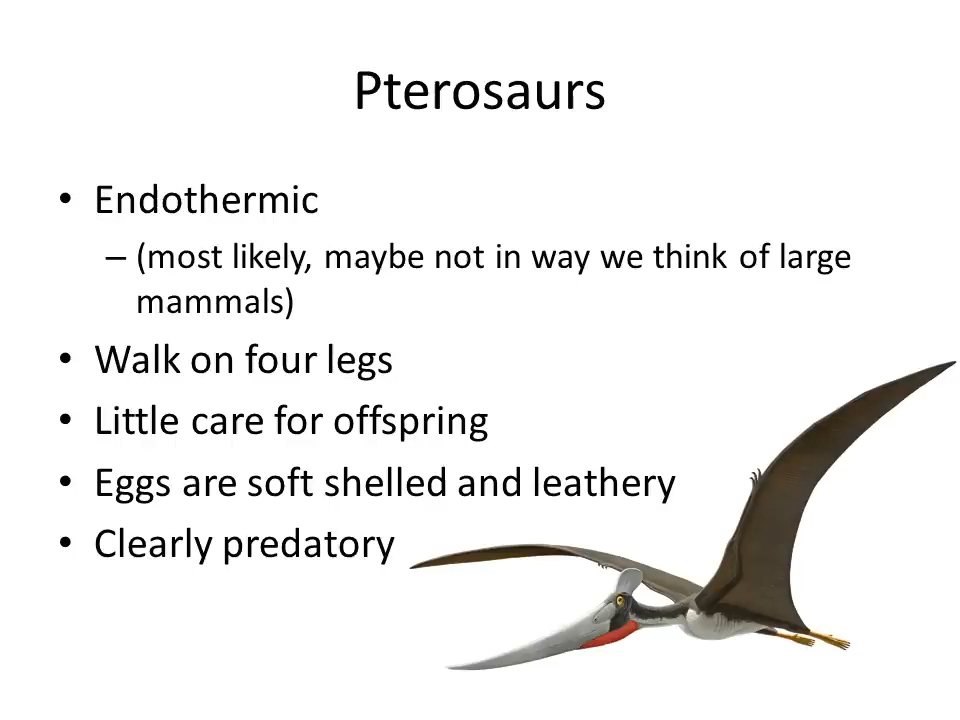 Pterosaurs
• Endothermic
– (most likely, maybe not in way we think of large
mammals)
• Walk on four legs
• Little care for offspring
• Eggs are soft shelled and leathery
• Clearly predatory